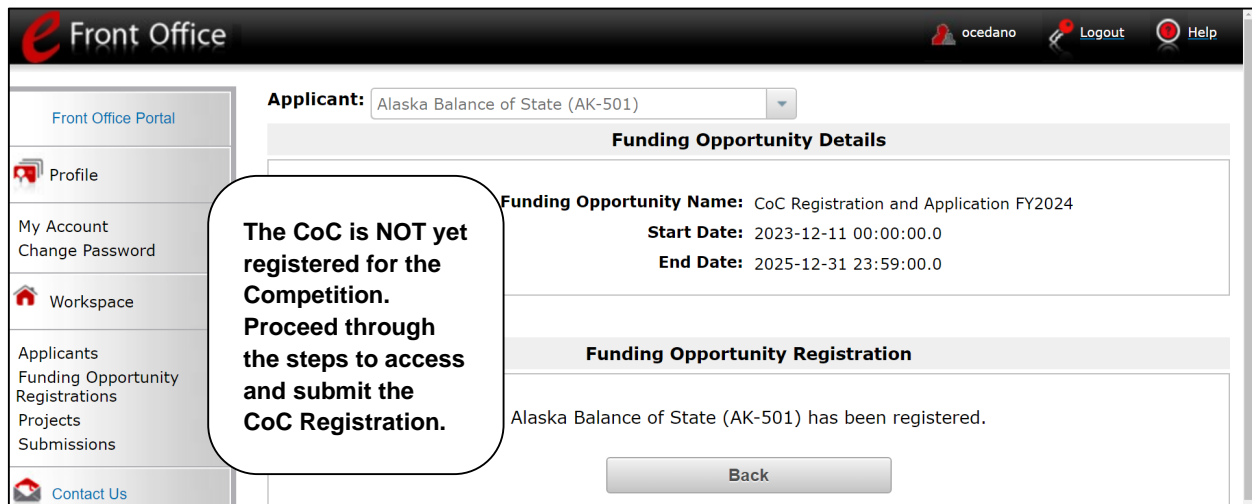 e Front Office
ocedano
Logout
Help
Front Office Portal
Profile
My Account
Change Password
Workspace
Applicants
Funding Opportunity
Registrations
Projects
Submissions
Contact Us
Applicant: Alaska Balance of State (AK-501)
Funding Opportunity Details
Funding Opportunity Name: CoC Registration and Application FY2024
Start Date: 2023-12-11 00:00:00.0
End Date: 2025-12-31 23:59:00.0
The CoC is NOT yet
registered for the
Competition.
Proceed through
the steps to access
and submit the
CoC Registration.
Funding Opportunity Registration
Alaska Balance of State (AK-501) has been registered.
Back